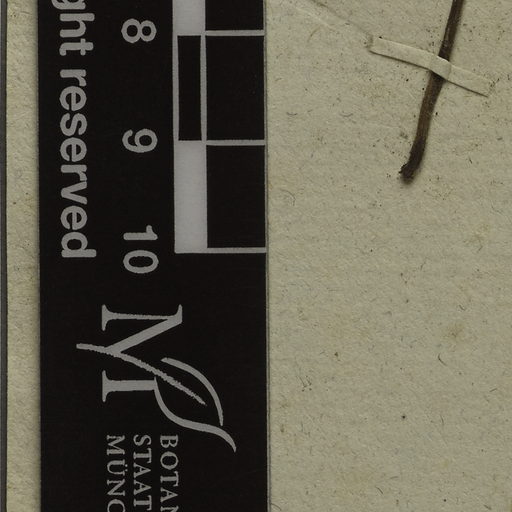 ght reserved
8
9
10
M
BOTAN
STAAT
MÜNC